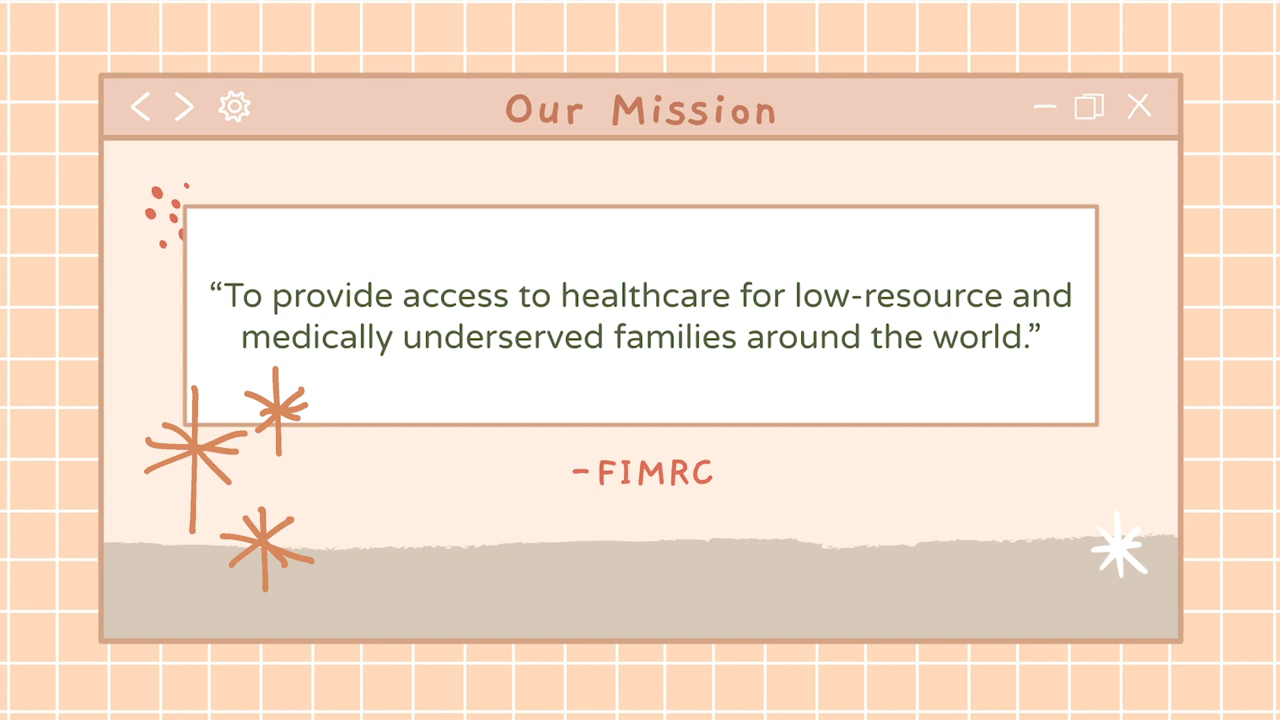 Our Mission
“To provide access to healthcare for low-resource and
medically underserved families around the world.”
-FIMRC